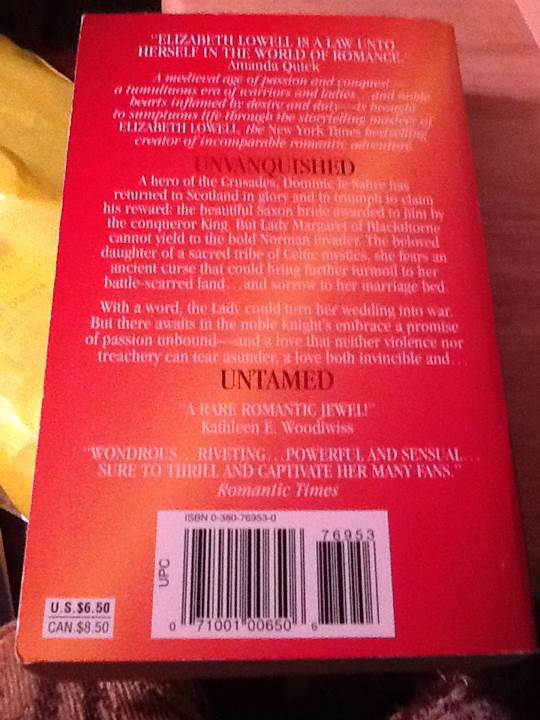 "ELIZABETH LOWELL IS A LAW UNTO
HERSELF IN THE WORLD OF ROMANCE."
Amanda Quick
A medieval age of passion and conquest—
a tumultuous era of warriors and ladies... and noble
hearts inflamed by desire and duty—is brought
to sumptuous life through the storytelling mastery of
ELIZABETH LOWELL, the New York Times bestselling
creator of incomparable romantic adventure.
UNVANQUISHED
A hero of the Crusades, Dominic le Sabre has
returned to Scotland in glory and in triumph to claim
his reward: the beautiful Saxon bride awarded to him by
the conqueror King. But Lady Margaret of Blackthorne
cannot yield to the bold Norman invader. The beloved
daughter of a sacred tribe of Celtic mystics, she fears an
ancient curse that could bring further turmoil to her
battle-scarred land... and sorrow to her marriage bed.
With a word, the Lady could turn her wedding into war.
But there awaits in the noble knight's embrace a promise
of passion unbound—and a love that neither violence nor
treachery can tear asunder, a love both invincible and...
UNTAMED
"A RARE ROMANTIC JEWEL!"
Kathleen E. Woodiwiss
"WONDROUS... RIVETING... POWERFUL AND SENSUAL...
SURE TO THRILL AND CAPTIVATE HER MANY FANS."
Romantic Times
ISBN 0-380-76953-0
76953
UPC
0 71001 00650 6
U.S.$6.50
CAN.$8.50